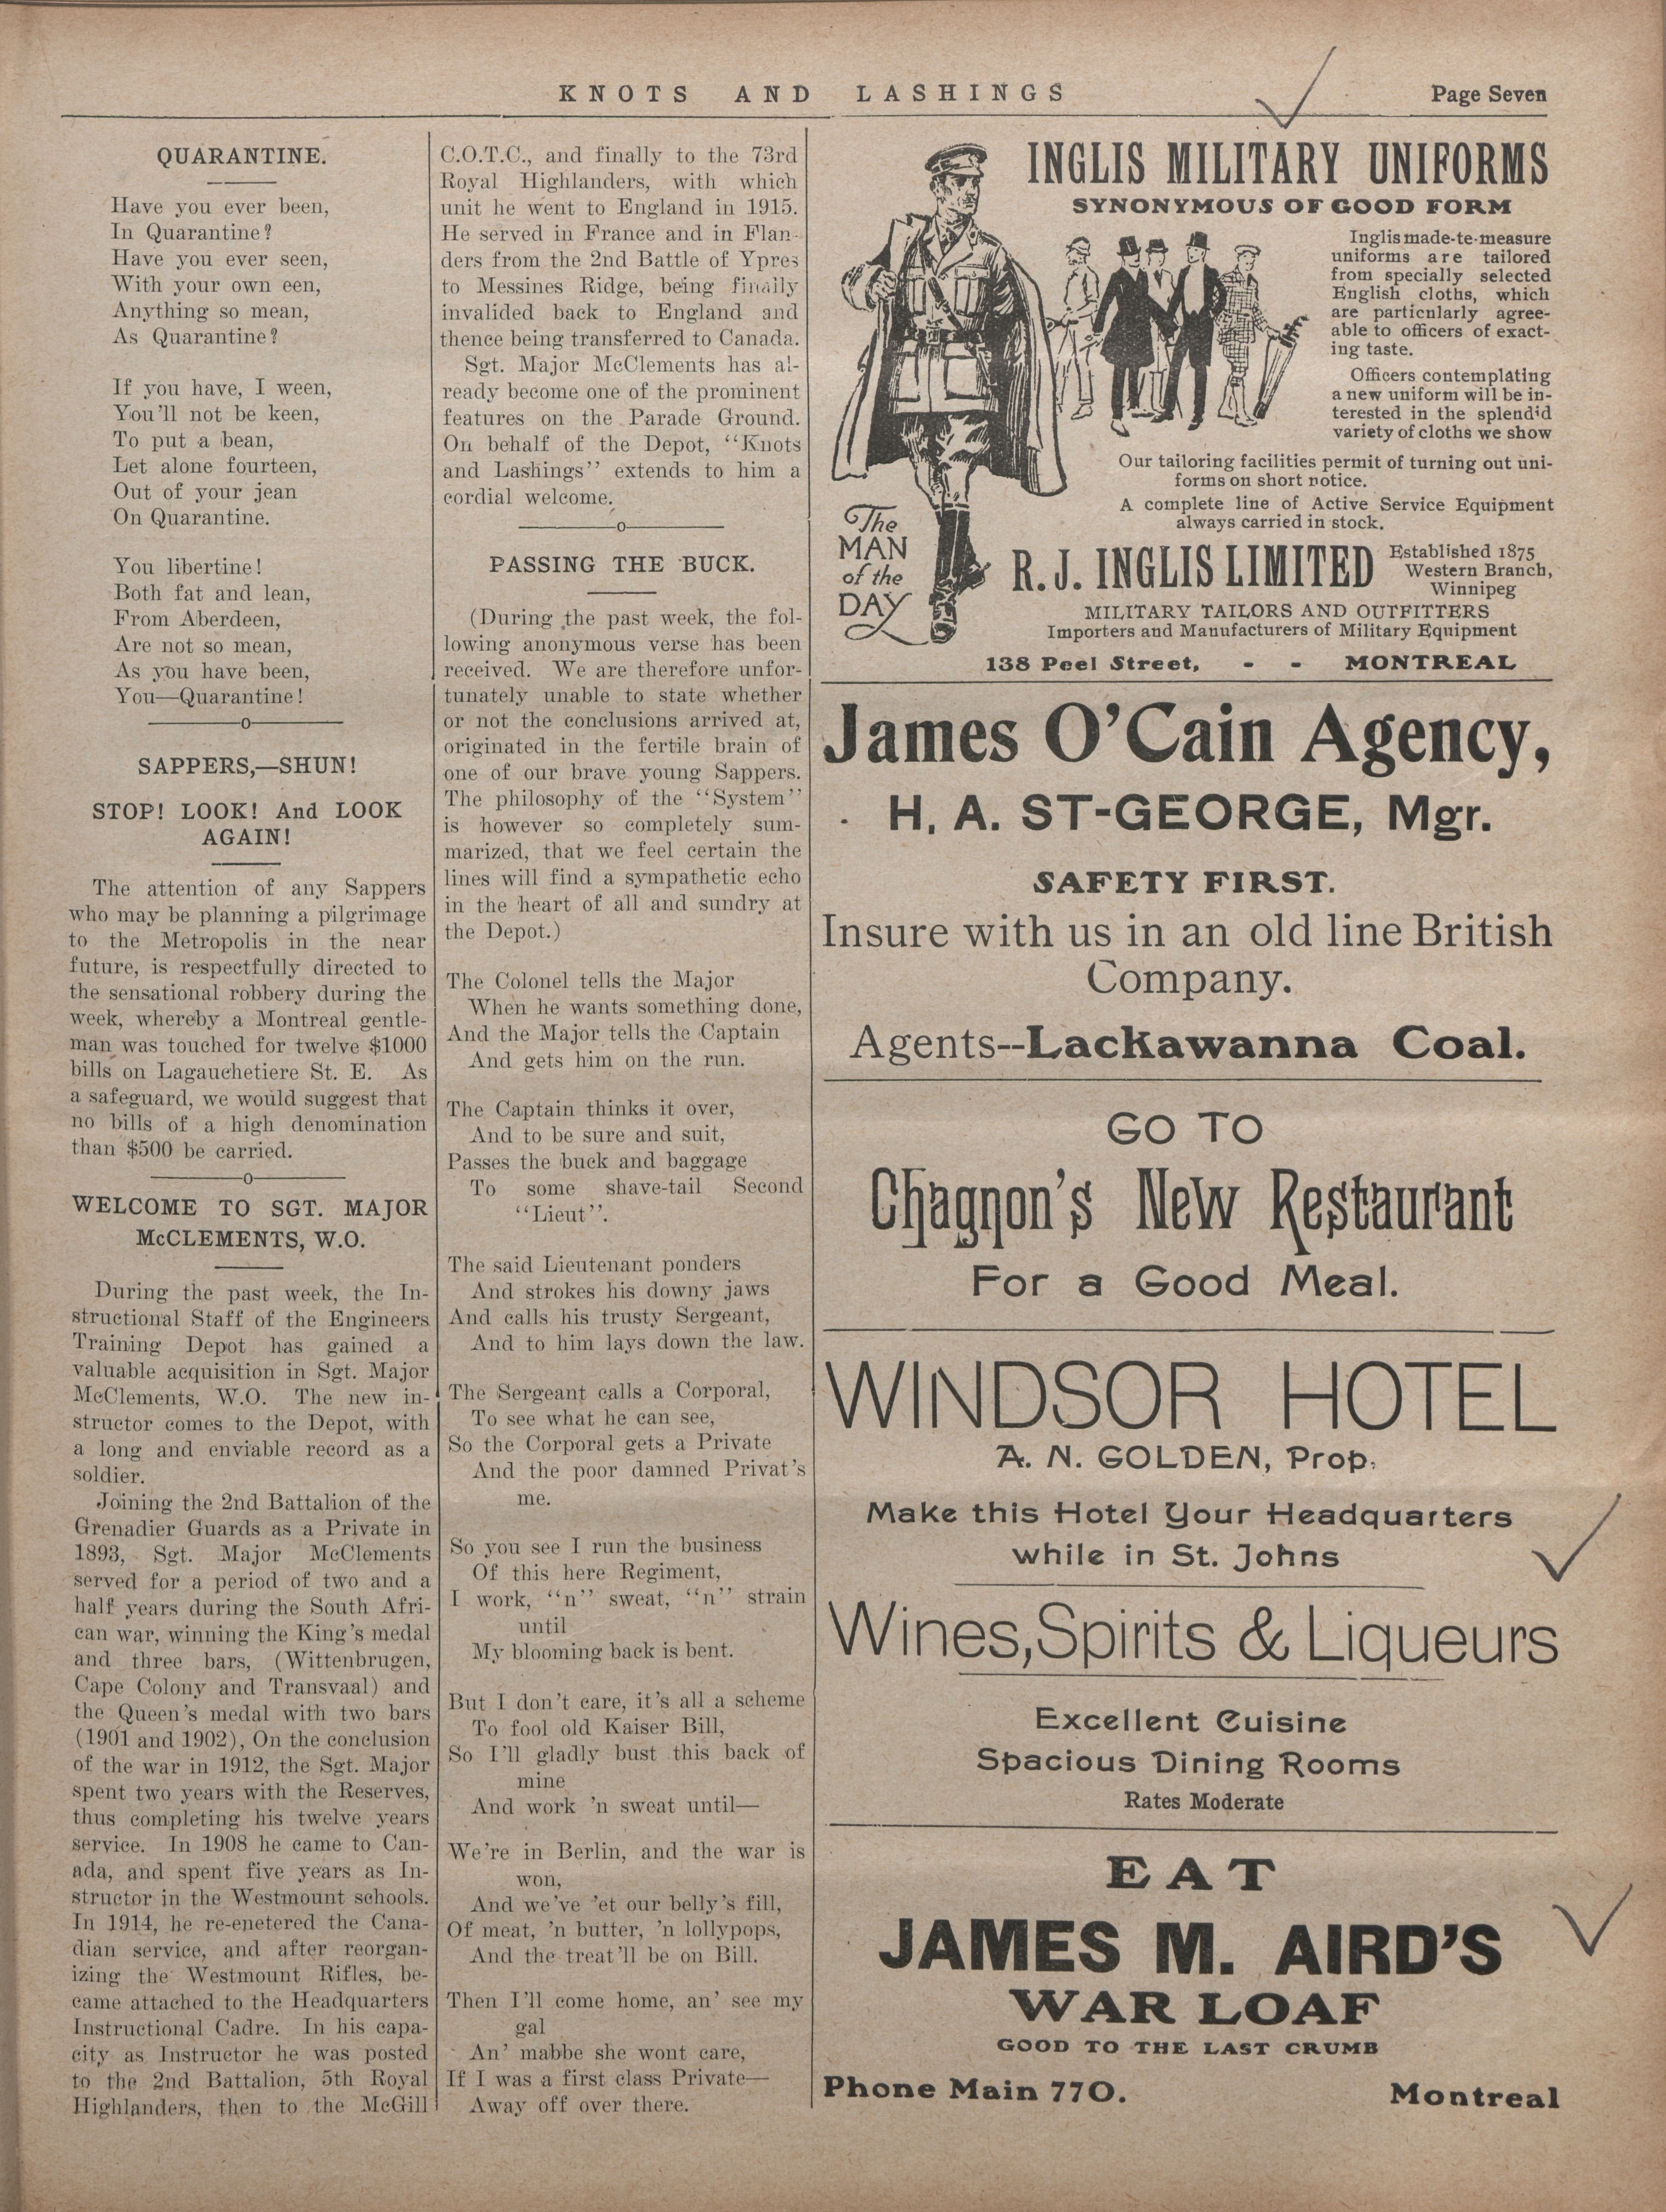 KNOTS AND LASHINGS
Page Seven
QUARANTINE.
Have you ever been,
In Quarantine?
Have you ever seen,
With your own een,
Anything so mean,
As Quarantine?
If you have, I ween,
You'll not be keen,
To put a bean,
Let alone fourteen,
Out of your jean
On Quarantine.
You libertine!
Both fat and lean,
From Aberdeen,
Are not so mean,
As you have been,
You—Quarantine!
SAPPERS,—SHUN!
STOP! LOOK! And LOOK
AGAIN!
The attention of any Sappers
who may be planning a pilgrimage
to the Metropolis in the near
future, is respectfully directed to
the sensational robbery during the
week, whereby a Montreal gentle-
man was touched for twelve $1000
bills on Lagauchetiere St. E. As
a safeguard, we would suggest that
no bills of a high denomination
than $500 be carried.
WELCOME TO SGT. MAJOR
McCLEMENTS, W.O.
During the past week, the In-
structional Staff of the Engineers
Training Depot has gained a
valuable acquisition in Sgt. Major
McClements, W.O. The new in-
structor comes to the Depot, with
a long and enviable record as a
soldier.
Joining the 2nd Battalion of the
Grenadier Guards as a Private in
1893, Sgt. Major McClements
served for a period of two and a
half years during the South Afri-
can war, winning the King's medal
and three bars, (Wittenbrugen,
Cape Colony and Transvaal) and
the Queen's medal with two bars
(1901 and 1902), On the conclusion
of the war in 1912, the Sgt. Major
spent two years with the Reserves,
thus completing his twelve years
service. In 1908 he came to Can-
ada, and spent five years as In-
structor in the Westmount schools.
In 1914, he re-enetered the Cana-
dian service, and after reorgan-
izing the Westmount Rifles, be-
came attached to the Headquarters
Instructional Cadre. In his capa-
city as Instructor he was posted
to the 2nd Battalion, 5th Royal
Highlanders, then to the McGill
C.O.T.C., and finally to the 73rd
Royal Highlanders, with which
unit he went to England in 1915.
He served in France and in Flan-
ders from the 2nd Battle of Ypres
to Messines Ridge, being finally
invalided back to England and
thence being transferred to Canada.
Sgt. Major McClements has al-
ready become one of the prominent
features on the Parade Ground.
On behalf of the Depot, "Knots
and Lashings" extends to him a
cordial welcome.
PASSING THE BUCK.
(During the past week, the fol-
lowing anonymous verse has been
received. We are therefore unfor-
tunately unable to state whether
or not the conclusions arrived at,
originated in the fertile brain of
one of our brave young Sappers.
The philosophy of the "System"
is however so completely sum-
marized, that we feel certain the
lines will find a sympathetic echo
in the heart of all and sundry at
the Depot.)
The Colonel tells the Major
When he wants something done,
And the Major tells the Captain
And gets him on the run.
The Captain thinks it over,
And to be sure and suit,
Passes the buck and baggage
To some shave-tail Second
"Lieut".
The said Lieutenant ponders
And strokes his downy jaws
And calls his trusty Sergeant,
And to him lays down the law.
The Sergeant calls a Corporal,
To see what he can see,
So the Corporal gets a Private
And the poor damned Privat's
me.
So you see I run the business
Of this here Regiment,
I work, "n" sweat, "n" strain
until
My blooming back is bent.
But I don't care, it's all a scheme
To fool old Kaiser Bill,
So I'll gladly bust this back of
mine
And work 'n sweat until—
We're in Berlin, and the war is
won,
And we've 'et our belly's fill,
Of meat, 'n butter, 'n lollypops,
And the treat'll be on Bill.
Then I'll come home, an' see my
gal
An' mabbe she wont care,
If I was a first class Private—
Away off over there.
INGLIS MILITARY UNIFORMS
SYNONYMOUS OF GOOD FORM
Inglis made-te-measure
uniforms are tailored
from specially selected
English cloths, which
are particularly agree-
able to officers of exact-
ing taste.
Officers contemplating
a new uniform will be in-
terested in the splendid
variety of cloths we show
Our tailoring facilities permit of turning out uni-
forms on short notice.
A complete line of Active Service Equipment
always carried in stock.
The
MAN
of the
DAY
R. J. INGLIS LIMITED
Established 1875
Western Branch,
Winnipeg
MILITARY TAILORS AND OUTFITTERS
Importers and Manufacturers of Military Equipment
138 Peel Street, - - MONTREAL
James O'Cain Agency,
H. A. ST-GEORGE, Mgr.
SAFETY FIRST.
Insure with us in an old line British
Company.
Agents--Lackawanna Coal.
GO TO
Chagnon's New Restaurant
For a Good Meal.
WINDSOR HOTEL
A. N. GOLDEN, Prop.
Make this Hotel Your Headquarters
while in St. Johns
Wines, Spirits & Liqueurs
Excellent Cuisine
Spacious Dining Rooms
Rates Moderate
EAT
JAMES M. AIRD'S
WAR LOAF
GOOD TO THE LAST CRUMB
Phone Main 770. Montreal